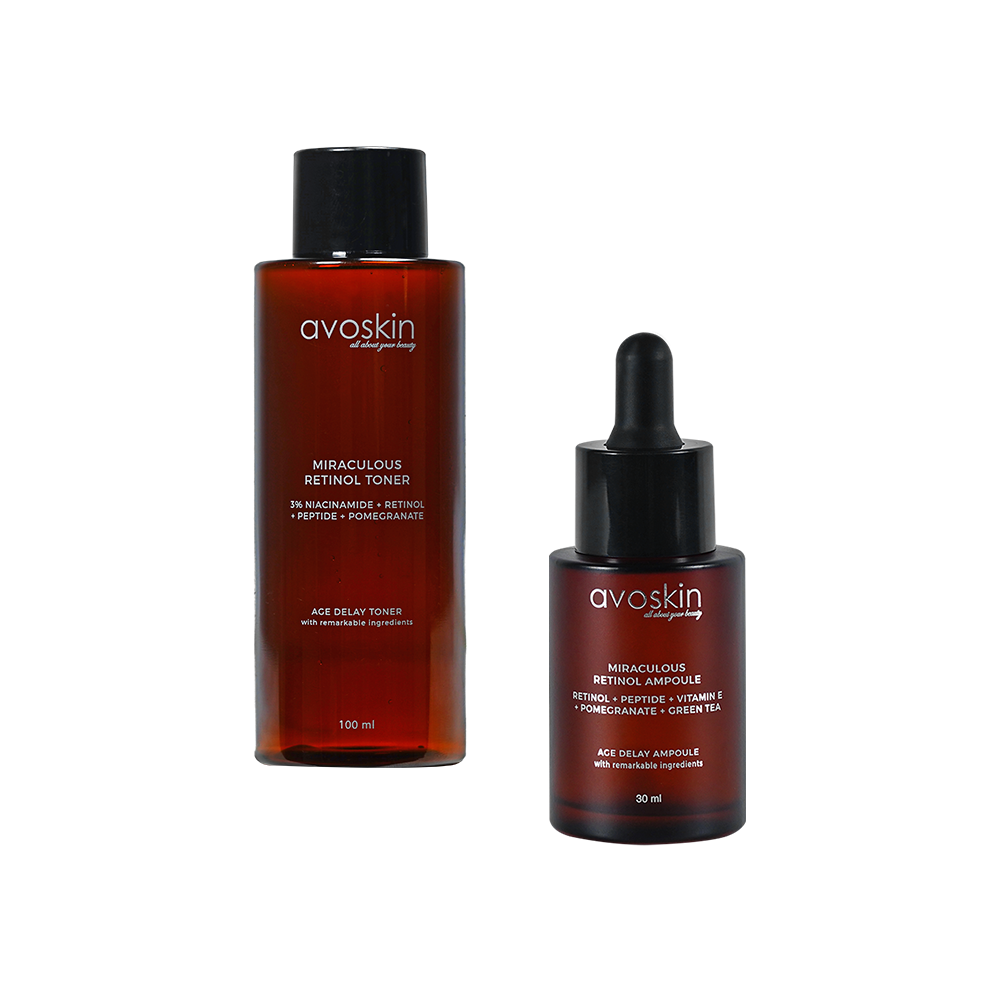 avoskin
all about your beauty
MIRACULOUS
RETINOL TONER
3% NIACINAMIDE + RETINOL
+ PEPTIDE + POMEGRANATE
AGE DELAY TONER
with remarkable ingredients
100 ml
avoskin
all about your beauty
MIRACULOUS
RETINOL AMPOULE
RETINOL + PEPTIDE + VITAMIN E
+ POMEGRANATE + GREEN TEA
AGE DELAY AMPOULE
with remarkable ingredients
30 ml